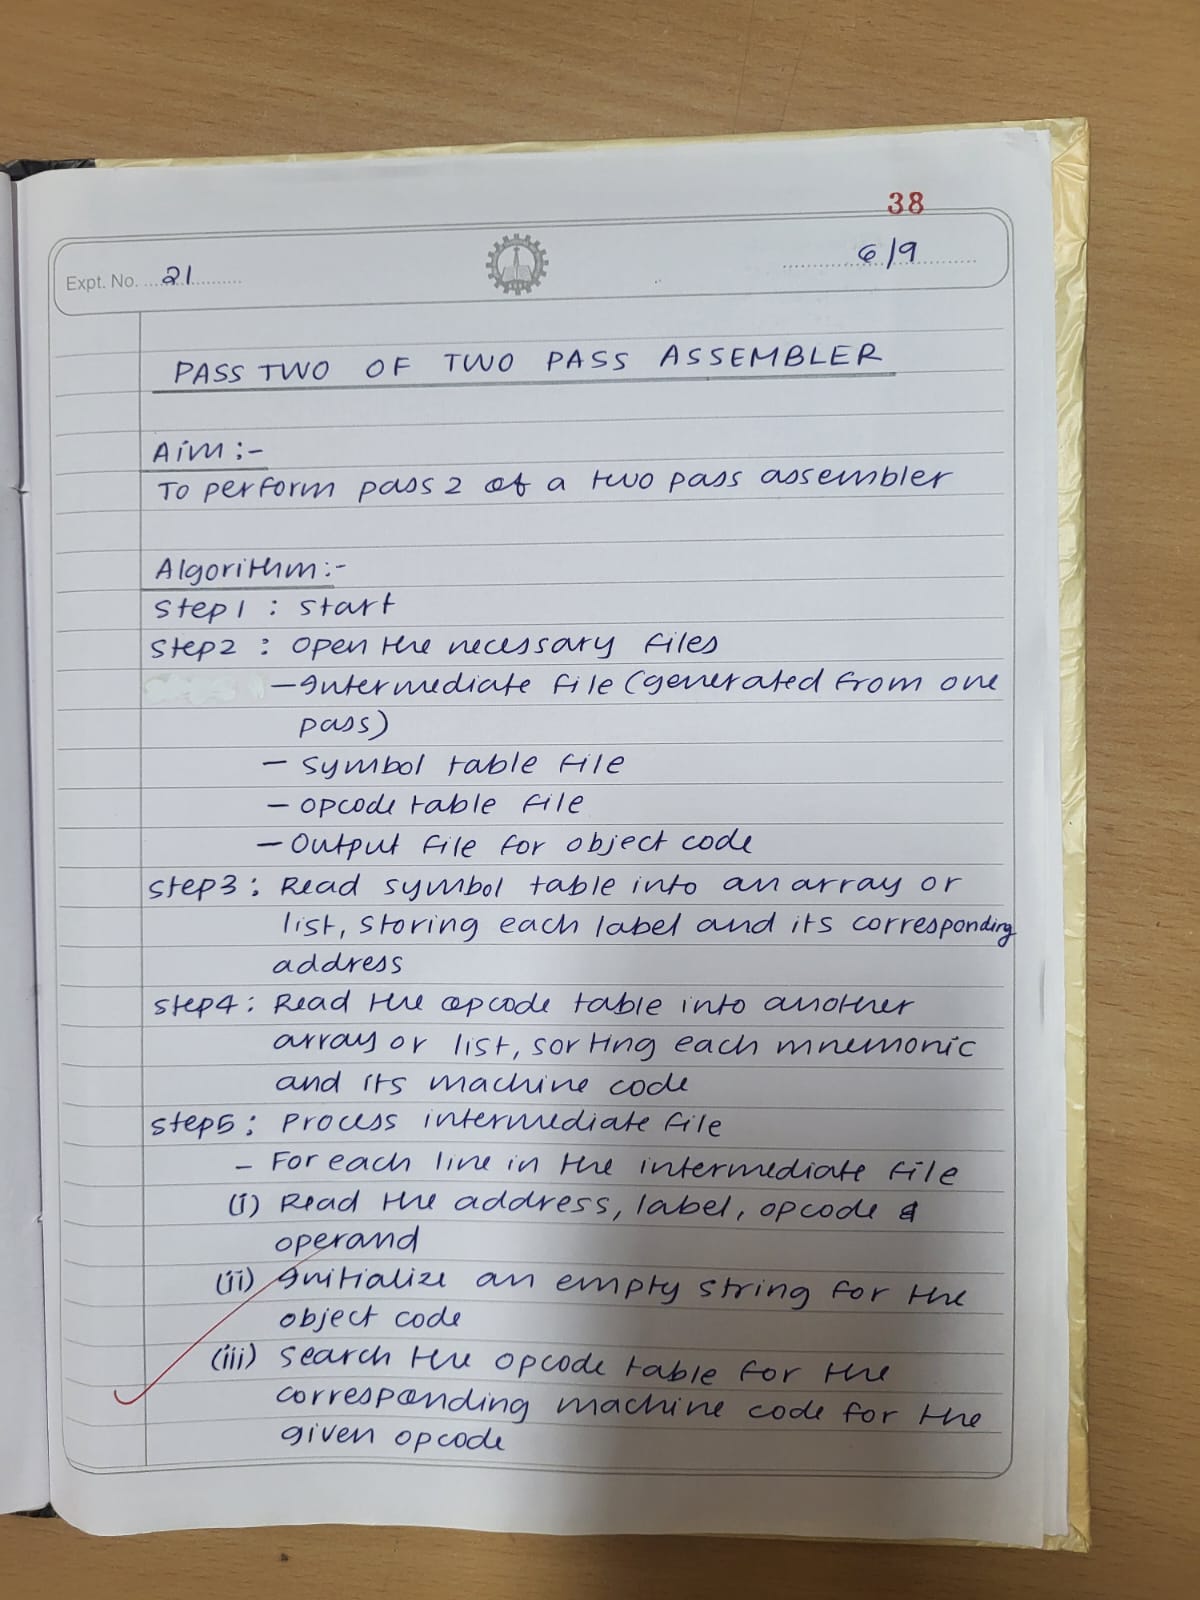 38
Expt. No. 21
6/9
PASS TWO OF TWO PASS ASSEMBLER
Aim :-
To perform pass 2 of a two pass assembler
Algorithm:-
Step 1 : Start
Step 2 : Open the necessary files
- Intermediate file (generated from one
pass)
- Symbol table file
- Opcode table file
- Output file for object code
Step 3 : Read symbol table into an array or
list, storing each label and its corresponding
address
Step 4 : Read the opcode table into another
array or list, sorting each mnemonic
and its machine code
Step 5 : Process intermediate file
- For each line in the intermediate file
(i) Read the address, label, opcode &
operand
(ii) Initialize an empty string for the
object code
(iii) Search the opcode table for the
corresponding machine code for the
given opcode